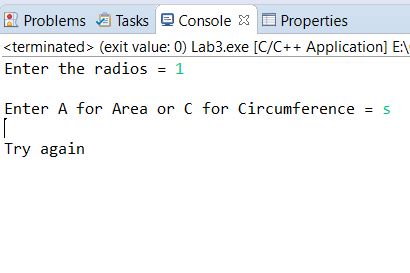 Problems Tasks Console Properties
<terminated> (exit value: 0) Lab3.exe [C/C++ Application] E:\
Enter the radios = 1
Enter A for Area or C for Circumference = s
Try again